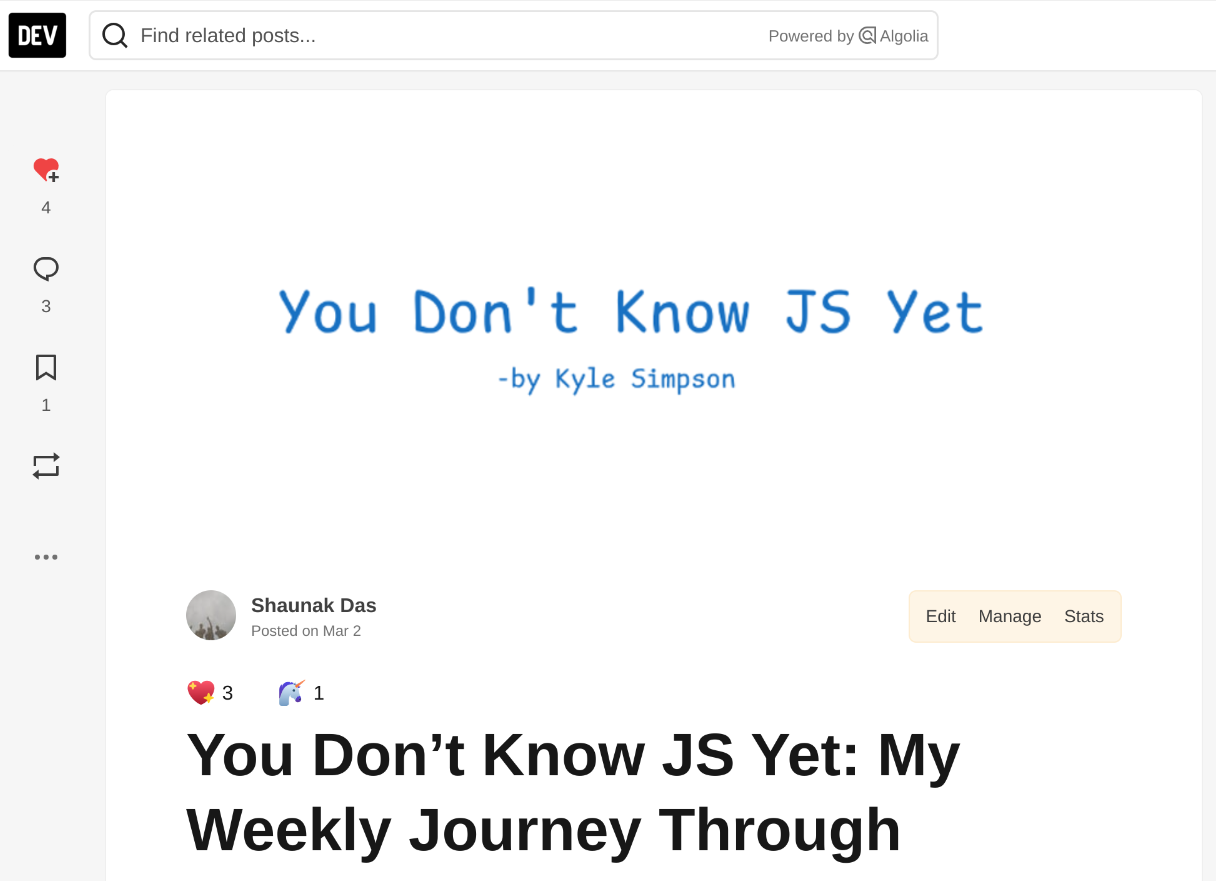 DEV
Find related posts...
Powered by Algolia
4
3
1
You Don't Know JS Yet
-by Kyle Simpson
Shaunak Das
Posted on Mar 2
Edit Manage Stats
3 1
You Don’t Know JS Yet: My
Weekly Journey Through